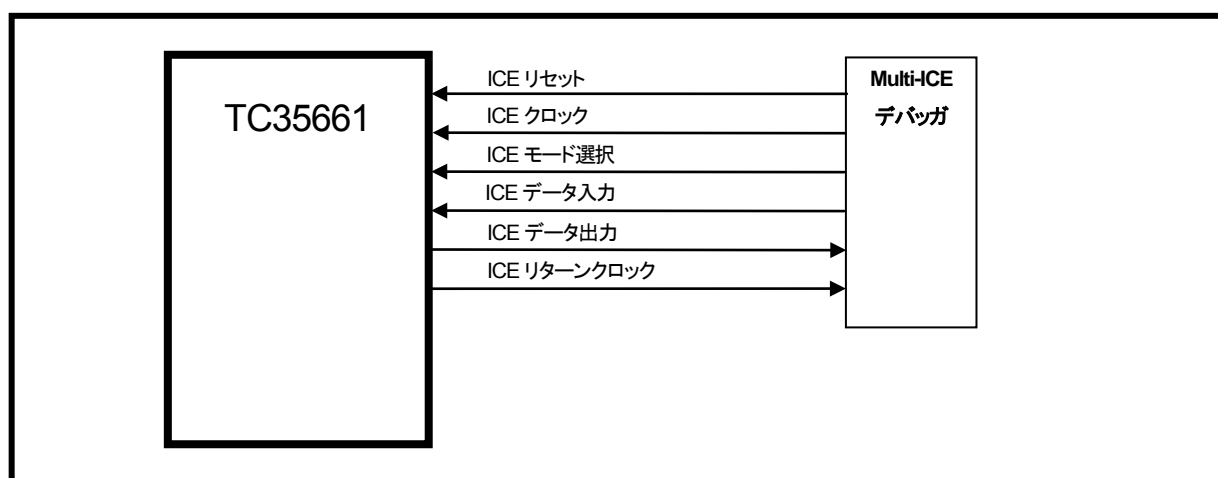 TC35661
ICE リセット
ICE クロック
ICE モード選択
ICE データ入力
ICE データ出力
ICE リターンクロック
Multi-ICE
デバッガ